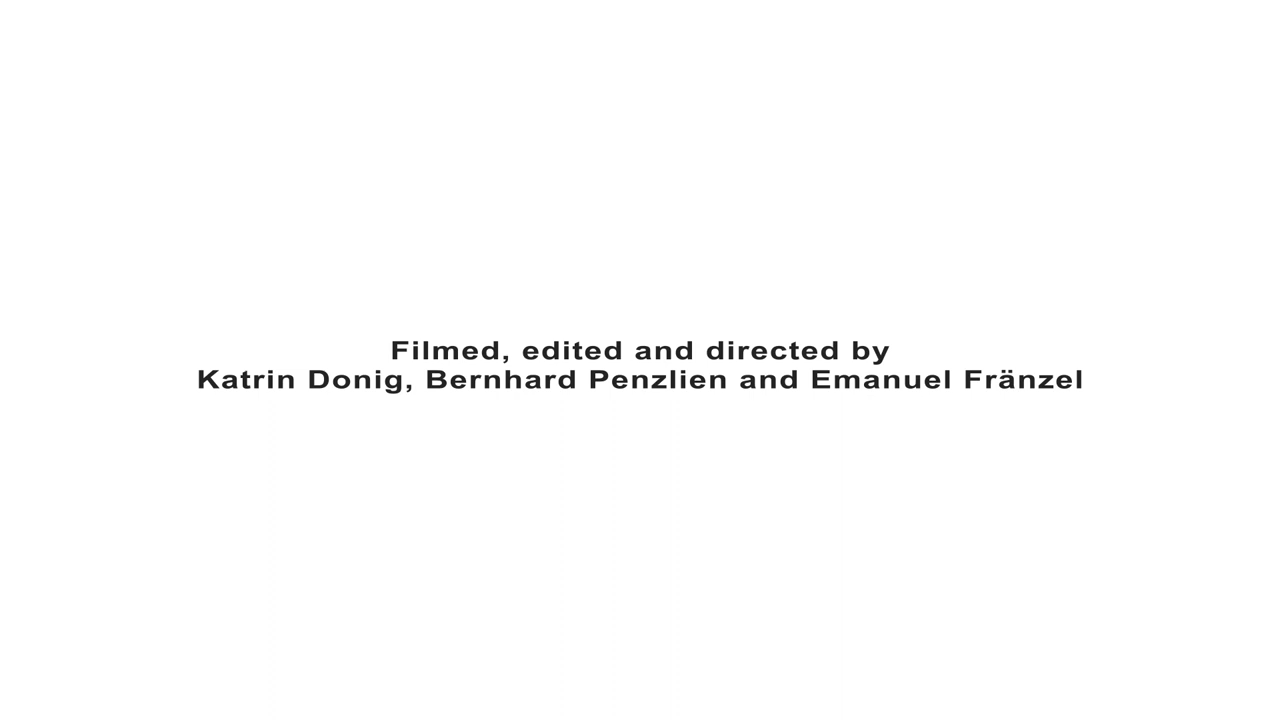 Filmed, edited and directed by
Katrin Donig, Bernhard Penzlien and Emanuel Fränzel